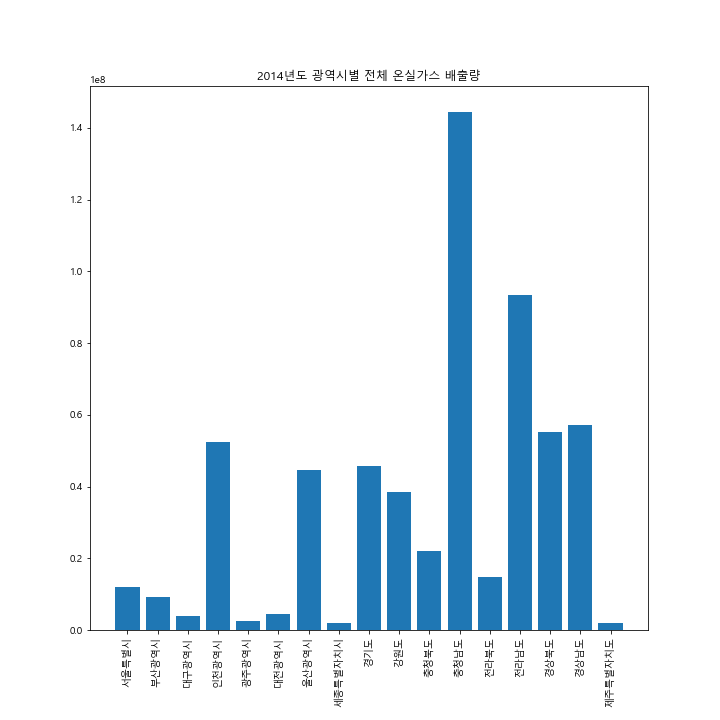 2014년도 광역시별 전체 온실가스 배출량
1e8
1.4
1.2
1.0
0.8
0.6
0.4
0.2
0.0
서울특별시
부산광역시
대구광역시
인천광역시
광주광역시
대전광역시
울산광역시
세종특별자치시
경기도
강원도
충청북도
충청남도
전라북도
전라남도
경상북도
경상남도
제주특별자치도